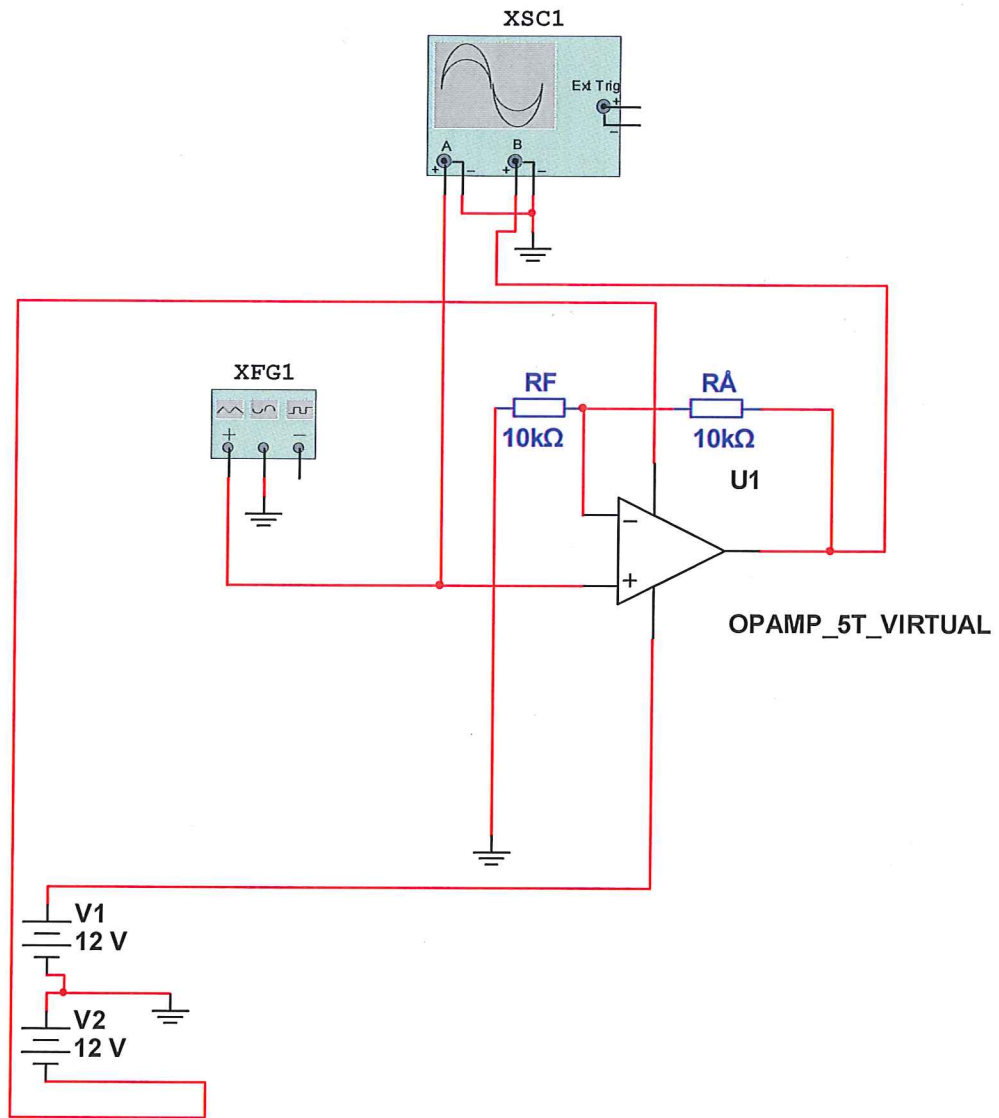 XSC1
Ext Trig
+
−
A
B
+
−
+
−
XFG1
+
−
RF
10kΩ
RÅ
10kΩ
U1
−
+
OPAMP_5T_VIRTUAL
V1
12 V
V2
12 V